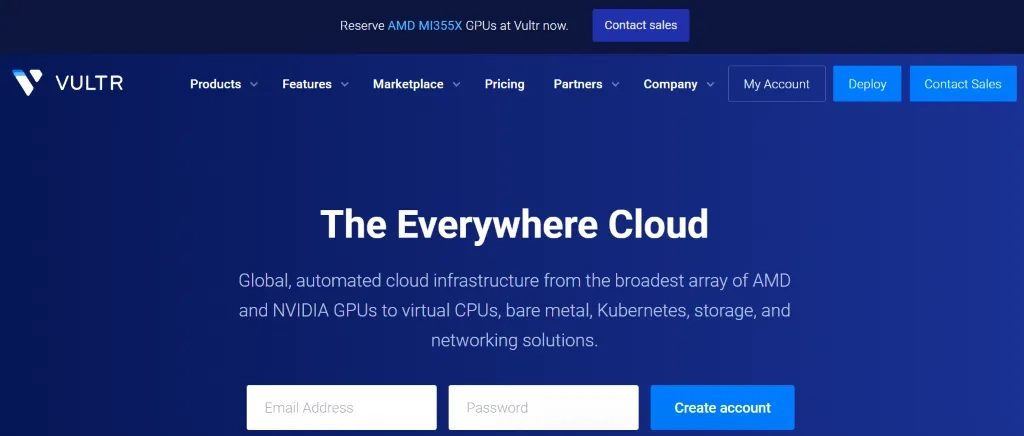 Reserve AMD MI355X GPUs at Vultr now.
Contact sales
VULTR
Products
Features
Marketplace
Pricing
Partners
Company
My Account
Deploy
Contact Sales
The Everywhere Cloud
Global, automated cloud infrastructure from the broadest array of AMD
and NVIDIA GPUs to virtual CPUs, bare metal, Kubernetes, storage, and
networking solutions.
Email Address
Password
Create account